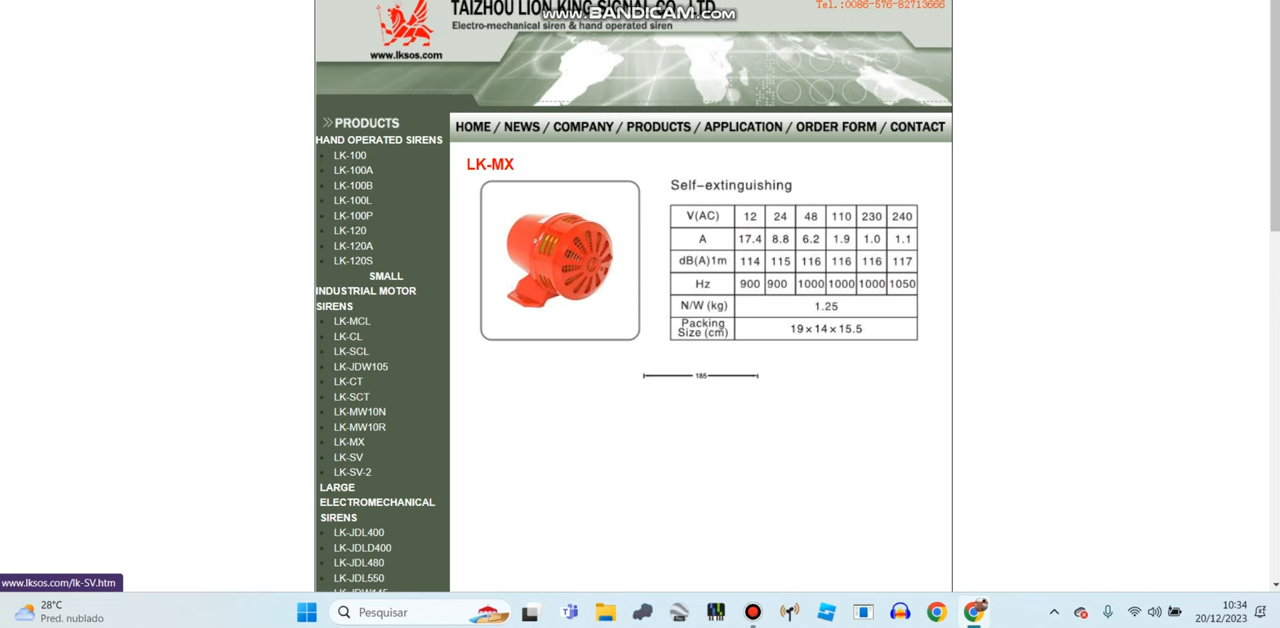 TAIZHOU LION KING SIGNAL CO., LTD.
www.BANDICAM.com
Tel.:0086-576-82713666
Electro-mechanical siren & hand operated siren
www.lksos.com
PRODUCTS
HOME / NEWS / COMPANY / PRODUCTS / APPLICATION / ORDER FORM / CONTACT
HAND OPERATED SIRENS
LK-100
LK-100A
LK-100B
LK-100L
LK-100P
LK-120
LK-120A
LK-120S
SMALL
INDUSTRIAL MOTOR
SIRENS
LK-MCL
LK-CL
LK-SCL
LK-JDW105
LK-CT
LK-SCT
LK-MW10N
LK-MW10R
LK-MX
LK-SV
LK-SV-2
LARGE
ELECTROMECHANICAL
SIRENS
LK-JDL400
LK-JDLD400
LK-JDL480
LK-JDL550
LK-MX
Self-extinguishing
V(AC) 12 24 48 110 230 240
A 17.4 8.8 6.2 1.9 1.0 1.1
dB(A)1m 114 115 116 116 116 117
Hz 900 900 1000 1000 1000 1050
N/W (kg) 1.25
Packing
Size (cm) 19×14×15.5
185
www.lksos.com/lk-SV.htm
28°C
Pred. nublado
Pesquisar
10:34
20/12/2023